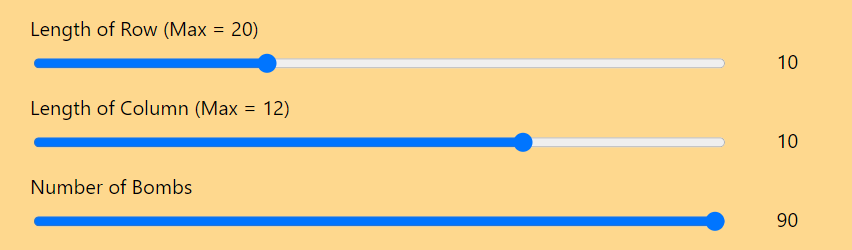 Length of Row (Max = 20)
10
Length of Column (Max = 12)
10
Number of Bombs
90